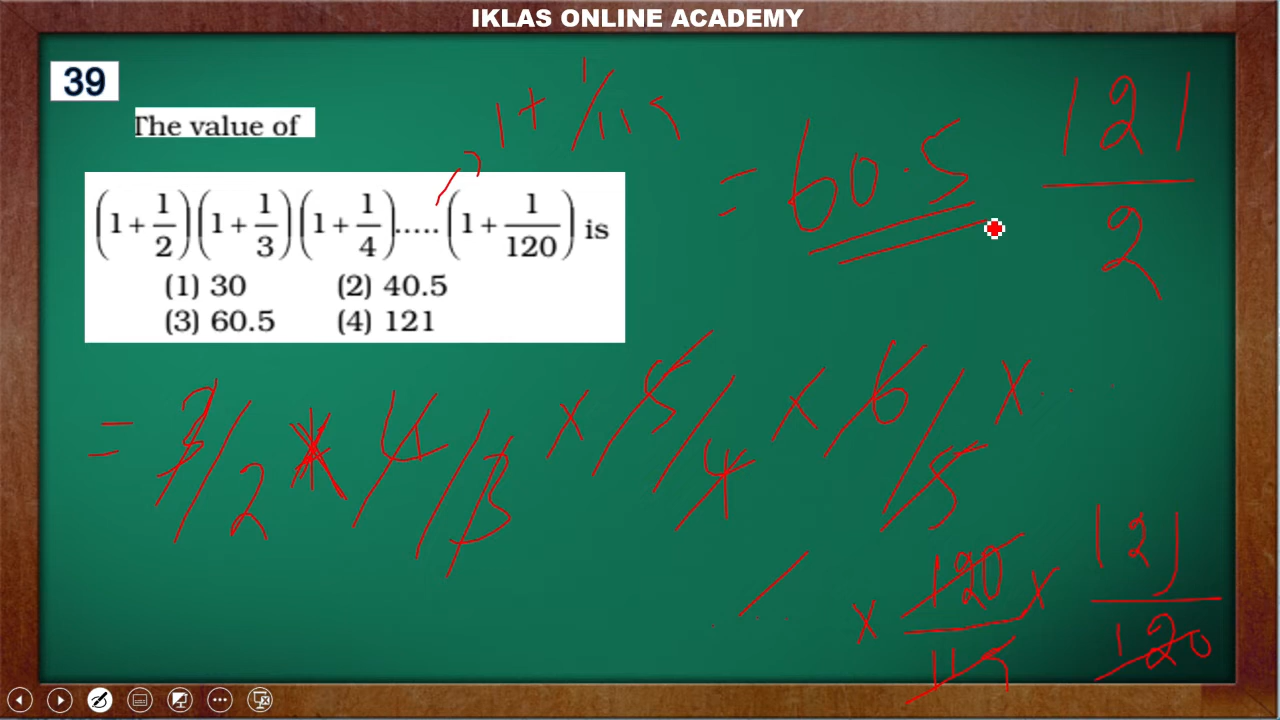 IKLAS ONLINE ACADEMY
39
The value of
(1 + 1/2)(1 + 1/3)(1 + 1/4).....(1 + 1/120) is
(1) 30 (2) 40.5
(3) 60.5 (4) 121
1 + 1/119
= 60.5
121/2
= 3/2 × 4/3 × 5/4 × 6/5 × ...
... × 120/119 × 121/120